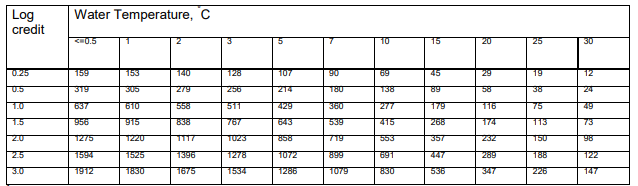 Log credit Water Temperature, °C
<=0.5 1 2 3 5 7 10 15 20 25 30
0.25 159 153 140 128 107 90 69 45 29 19 12
0.5 319 305 279 256 214 180 138 89 58 38 24
1.0 637 610 558 511 429 360 277 179 116 75 49
1.5 956 915 838 767 643 539 415 268 174 113 73
2.0 1275 1220 1117 1023 858 719 553 357 232 150 98
2.5 1594 1525 1396 1278 1072 899 691 447 289 188 122
3.0 1912 1830 1675 1534 1286 1079 830 536 347 226 147